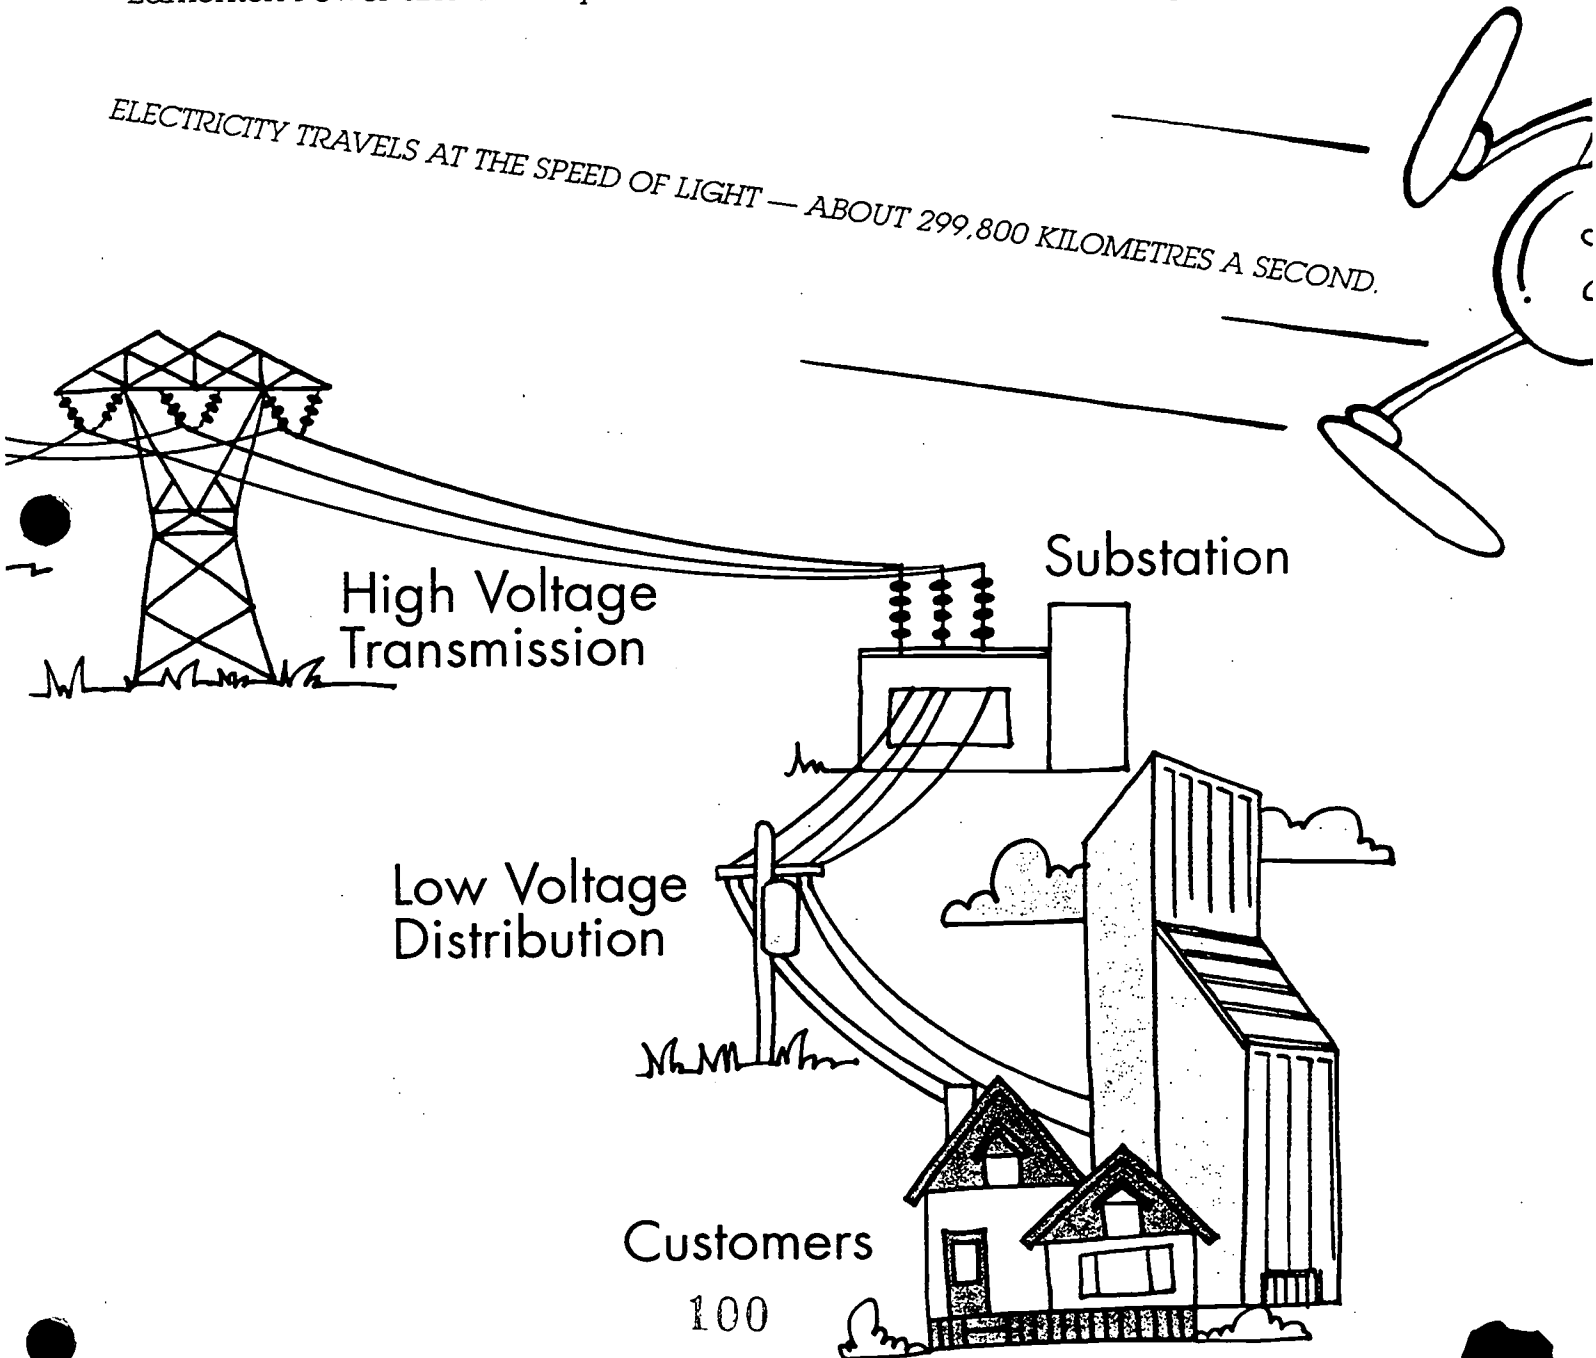 ELECTRICITY TRAVELS AT THE SPEED OF LIGHT — ABOUT 299,800 KILOMETRES A SECOND.
High Voltage
Transmission
Substation
Low Voltage
Distribution
Customers
100